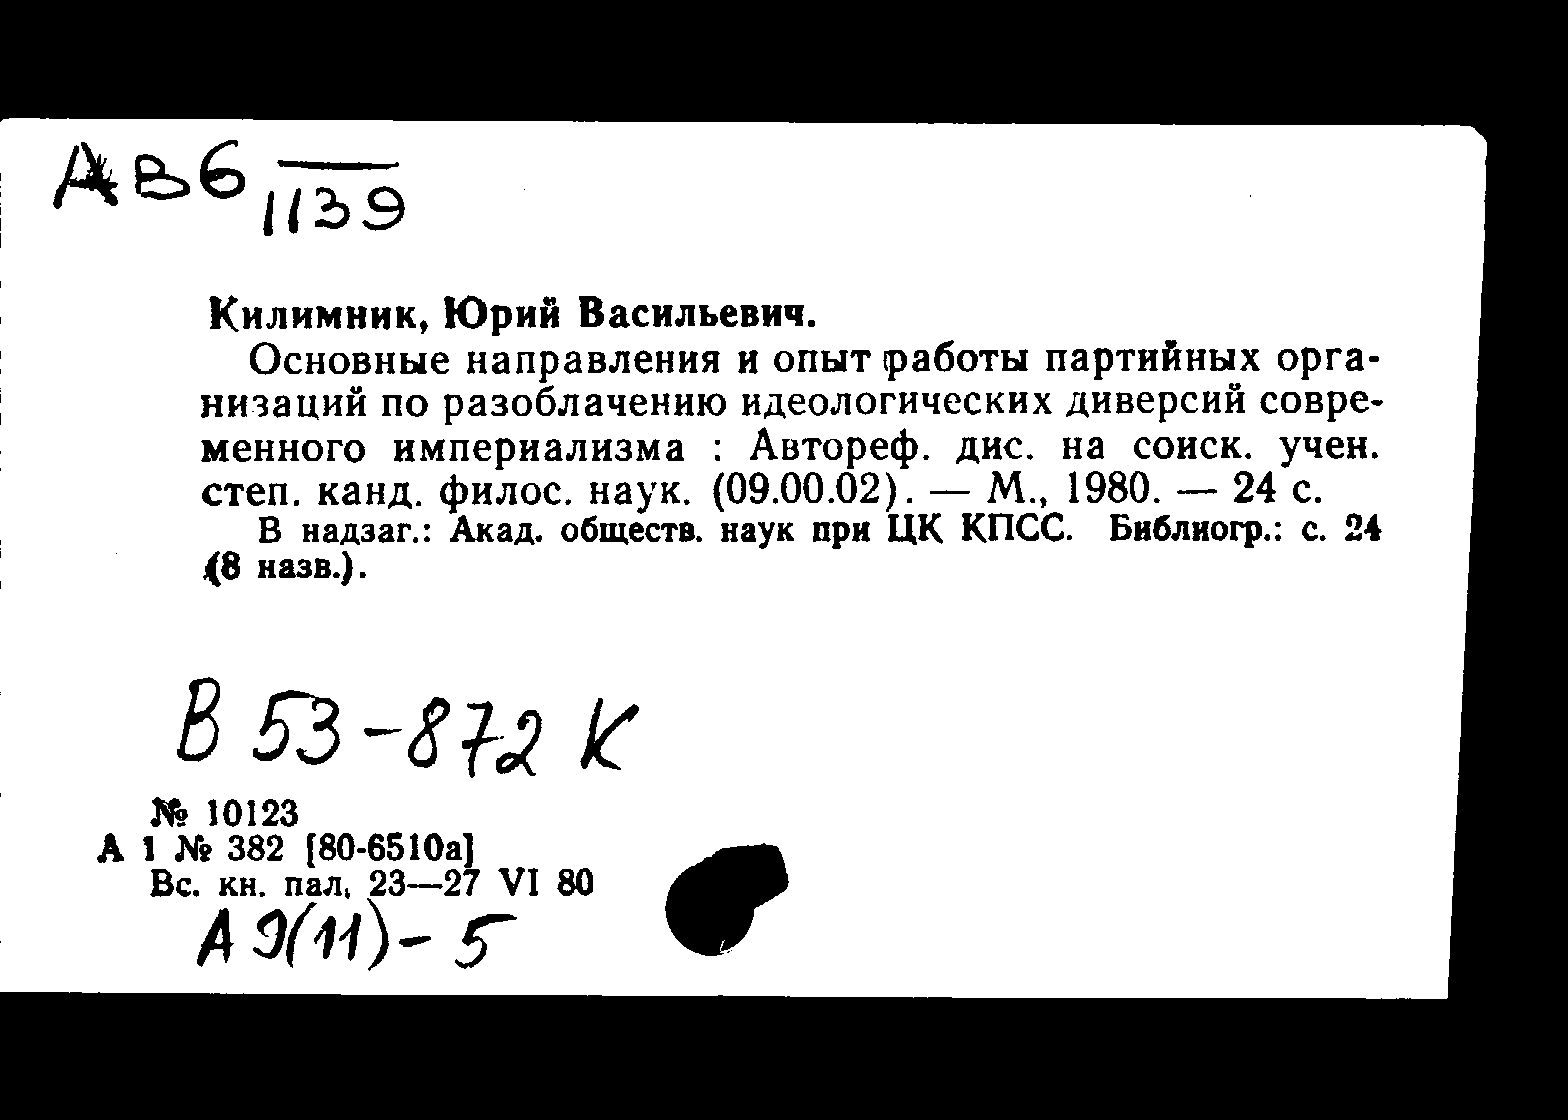 АВ6
1139
Килимник, Юрий Васильевич.
Основные направления и опыт работы партийных орга-
низаций по разоблачению идеологических диверсий совре-
менного империализма : Автореф. дис. на соиск. учен.
степ. канд. филос. наук. (09.00.02). — М., 1980. — 24 с.
В надзаг.: Акад. обществ. наук при ЦК КПСС. Библиогр.: с. 24
(8 назв.).
В 53-872 К
№ 10123
А 1 № 382 [80-6510а]
Вс. кн. пал. 23—27 VI 80
А Э(11)-5